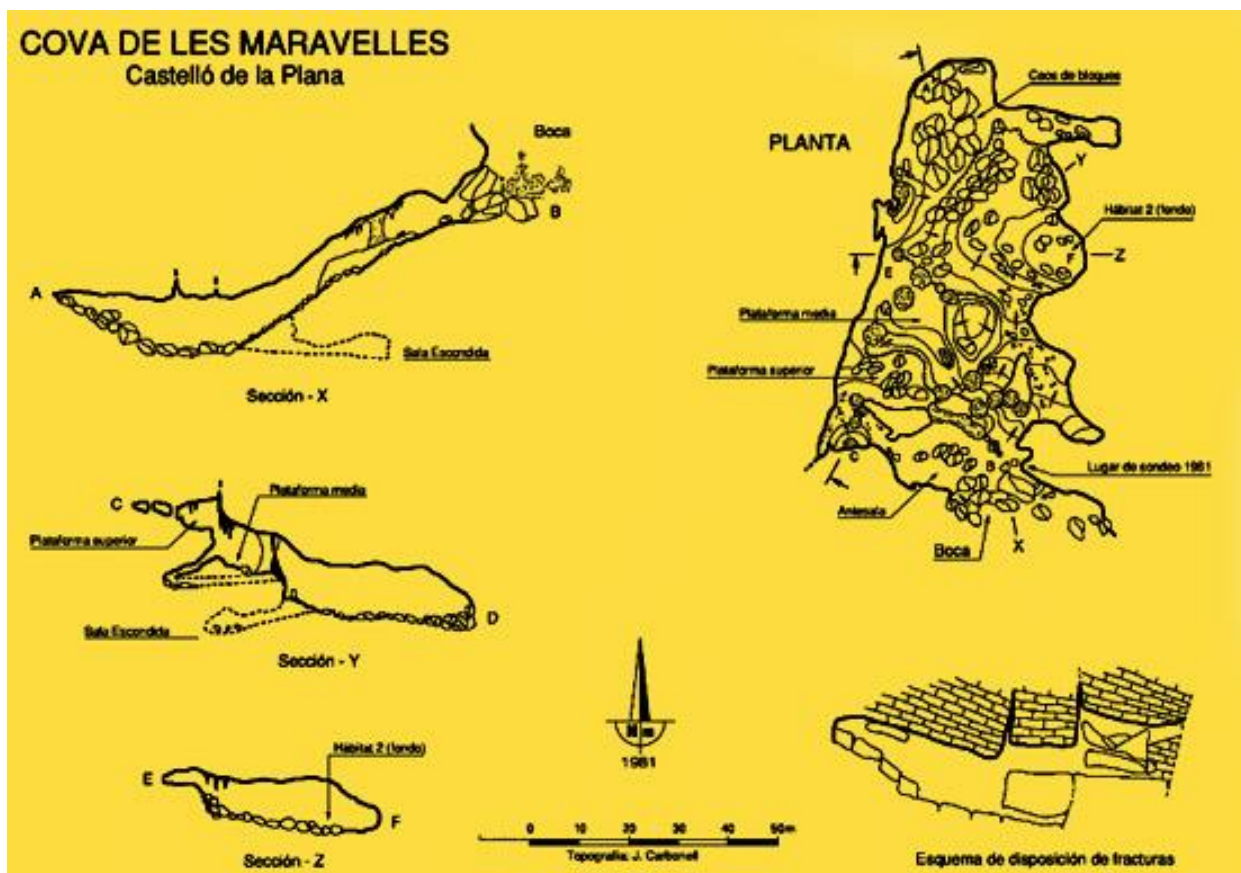 COVA DE LES MARAVELLES
Castelló de la Plana
Boca
B
A
Sala Escondida
Sección - X
C
Plataforma media
Plataforma superior
Sala Escondida
D
Sección - Y
E
Hábitat 2 (fondo)
F
Sección - Z
PLANTA
A
Caos de bloques
Y
Hábitat 2 (fondo)
F
Z
E
Plataforma media
Plataforma superior
C
D
B
Lugar de sondeo 1981
Antesala
Boca
X
N m
1981
0 10 20 30 40 50m
Topografia: J. Carbonell
Esquema de disposición de fracturas